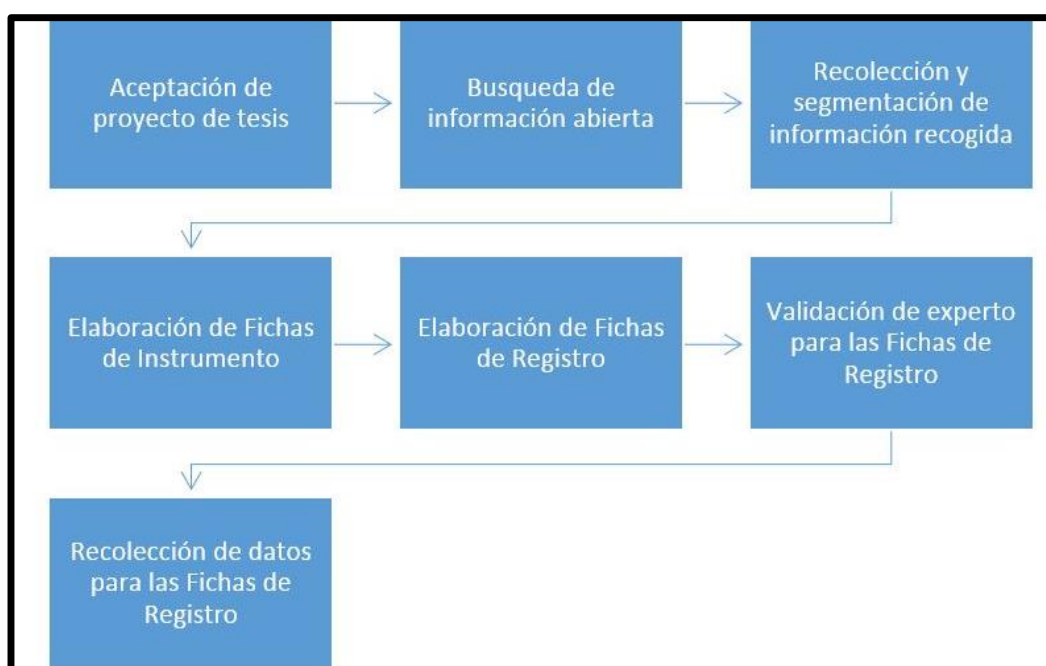 Aceptación de
proyecto de tesis
Busqueda de
información abierta
Recolección y
segmentación de
información recogida
Elaboración de Fichas
de Instrumento
Elaboración de Fichas
de Registro
Validación de experto
para las Fichas de
Registro
Recolección de datos
para las Fichas de
Registro